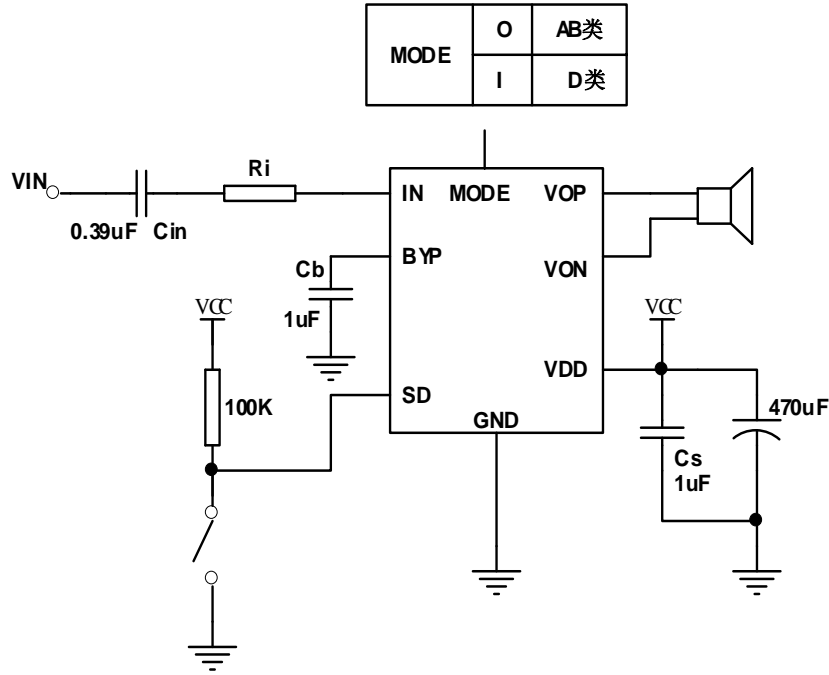 MODE
O AB类
I D类
VIN
Ri
0.39uF Cin
IN MODE VOP
BYP
VON
Cb
1uF
VCC
100K
SD
VDD
GND
VCC
470uF
Cs
1uF